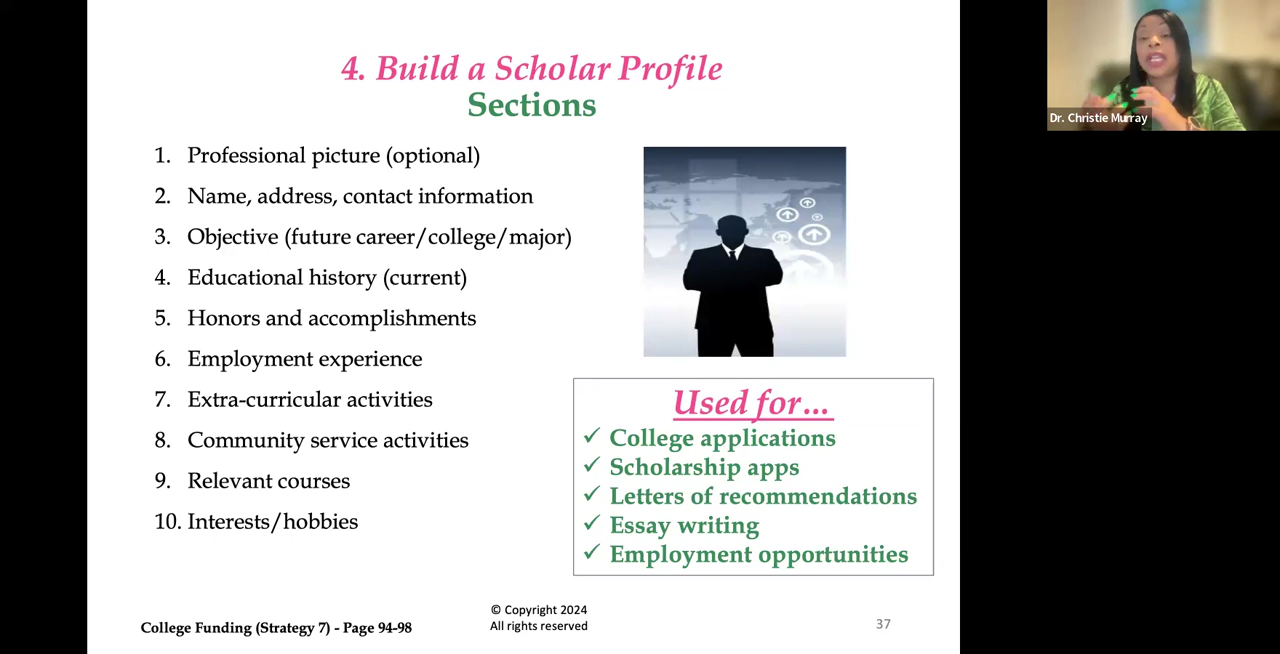 4. Build a Scholar Profile
Sections
1. Professional picture (optional)
2. Name, address, contact information
3. Objective (future career/college/major)
4. Educational history (current)
5. Honors and accomplishments
6. Employment experience
7. Extra-curricular activities
8. Community service activities
9. Relevant courses
10. Interests/hobbies
Used for...
✓ College applications
✓ Scholarship apps
✓ Letters of recommendations
✓ Essay writing
✓ Employment opportunities
College Funding (Strategy 7) - Page 94-98
© Copyright 2024
All rights reserved
37
Dr. Christie Murray